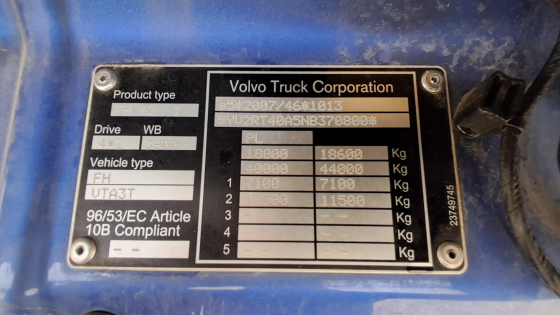 Volvo Truck Corporation
Product type
e5*2007/46*1013
*YV2RT40A5NB370800*
Drive WB
PL
18000 18600 Kg
Vehicle type
44000 Kg
FH
1 7100 7100 Kg
VTA3T
2 11500 Kg
96/53/EC Article
10B Compliant
3 -- -- Kg
4 -- -- Kg
-- 5 -- -- Kg
23749745